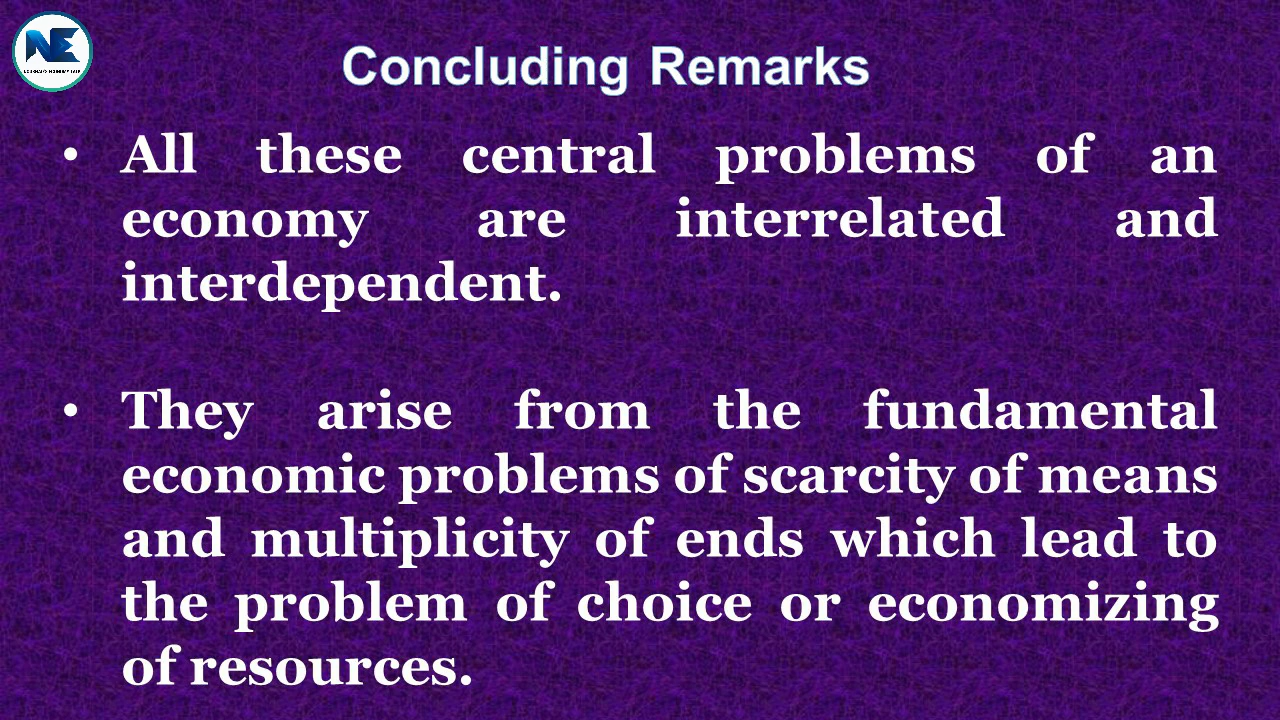 NE
Concluding Remarks
• All these central problems of an
economy are interrelated and
interdependent.
• They arise from the fundamental
economic problems of scarcity of means
and multiplicity of ends which lead to
the problem of choice or economizing
of resources.